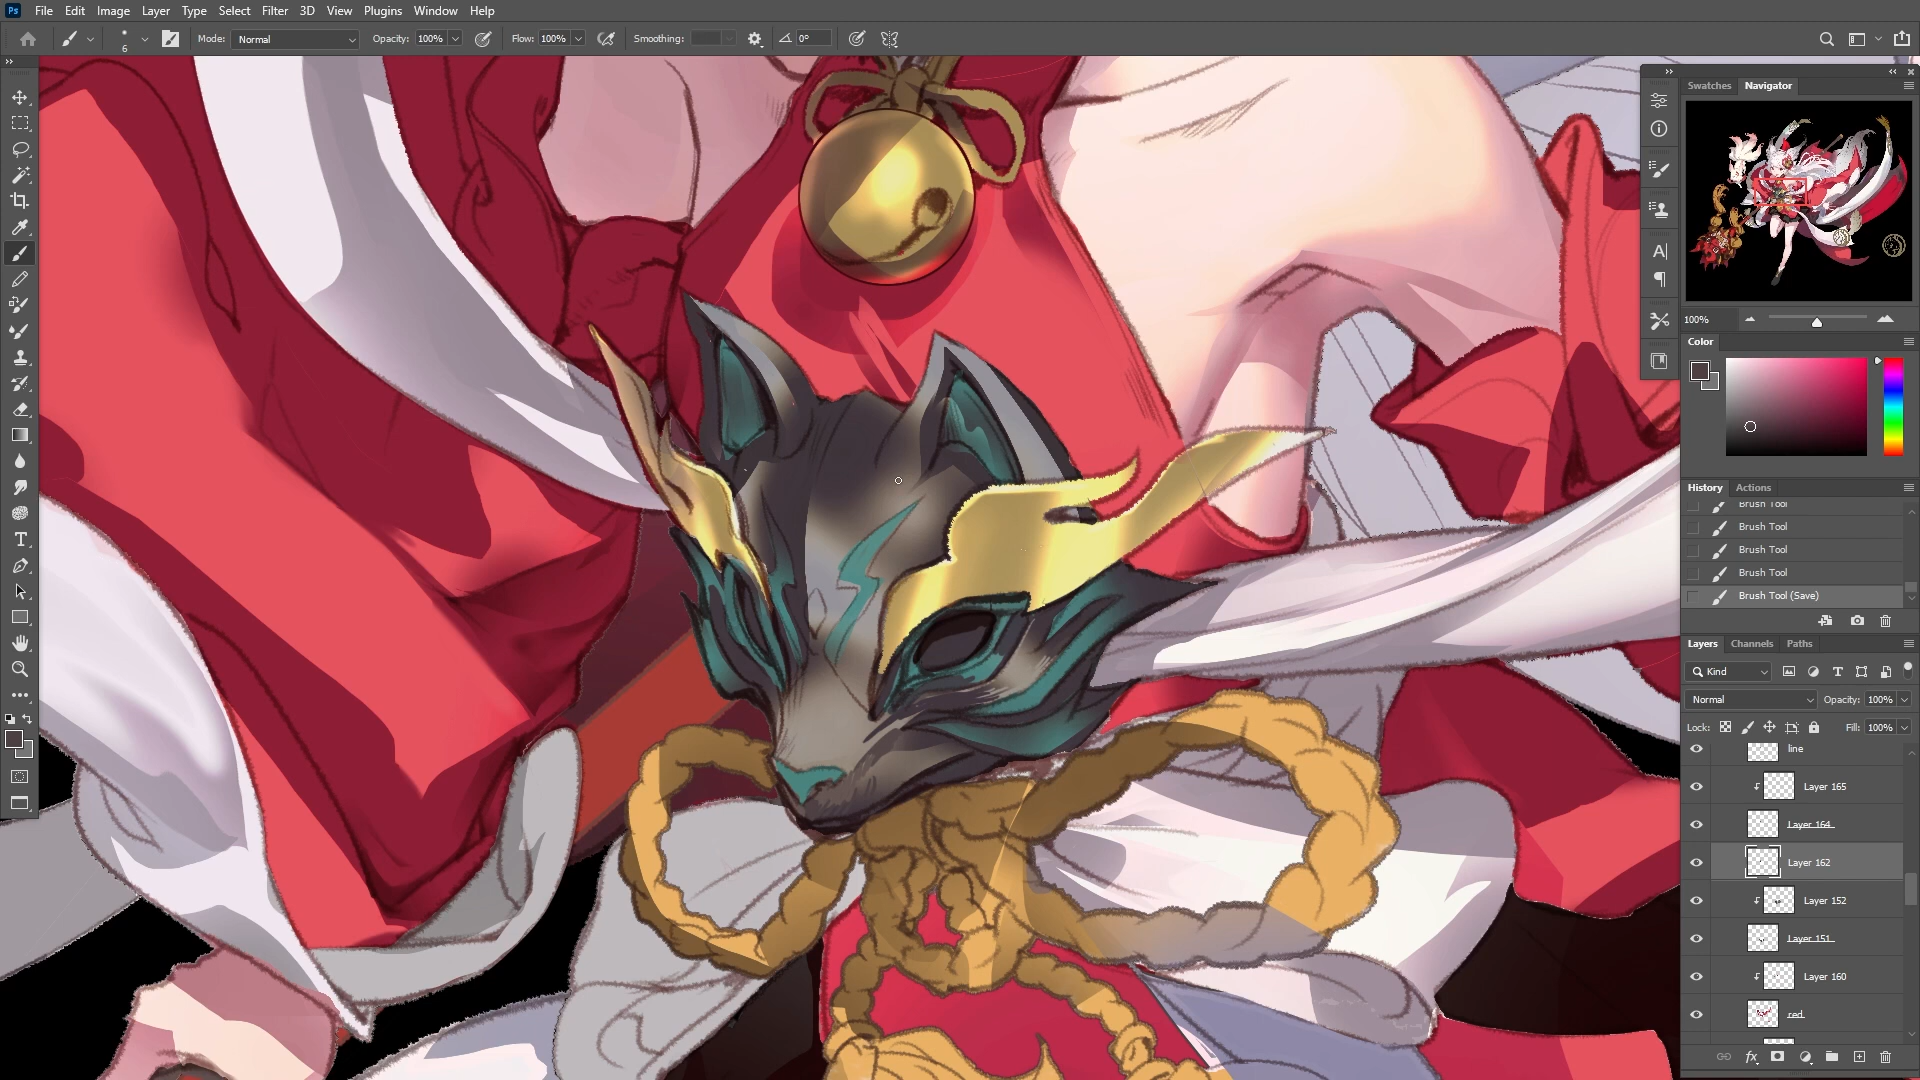 Ps File Edit Image Layer Type Select Filter 3D View Plugins Window Help
6 Mode: Normal Opacity: 100% Flow: 100% Smoothing: 0°
Swatches Navigator
100%
Color
History Actions
Brush Tool
Brush Tool
Brush Tool
Brush Tool
Brush Tool (Save)
Layers Channels Paths
Kind
Normal Opacity: 100%
Lock: Fill: 100%
line
Layer 165
Layer 164
Layer 162
Layer 152
Layer 151
Layer 160
red